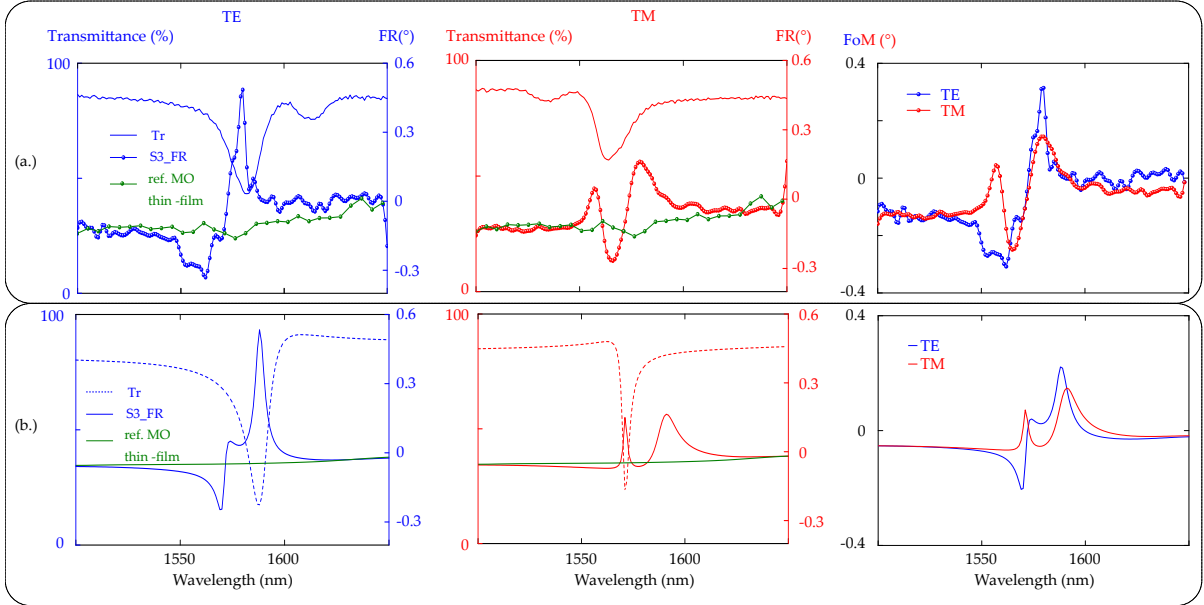 TE
TM
Transmittance (%) FR(°)
Transmittance (%) FR(°)
FoM (°)
(a.)
100 0.6
0.4
0.3 0
0 -0.3
Tr
S3_FR
ref. MO
thin -film
100 0.6
0.3
0
0 -0.3
0.4 TE
TM
0
-0.4
(b.)
100 0.6
0.3
0
0 -0.3
Tr
S3_FR
ref. MO
thin -film
1550 1600
Wavelength (nm)
100 0.6
0.3
0
0 -0.3
1550 1600
Wavelength (nm)
0.4
TE
TM
0
-0.4
1550 1600
Wavelength (nm)